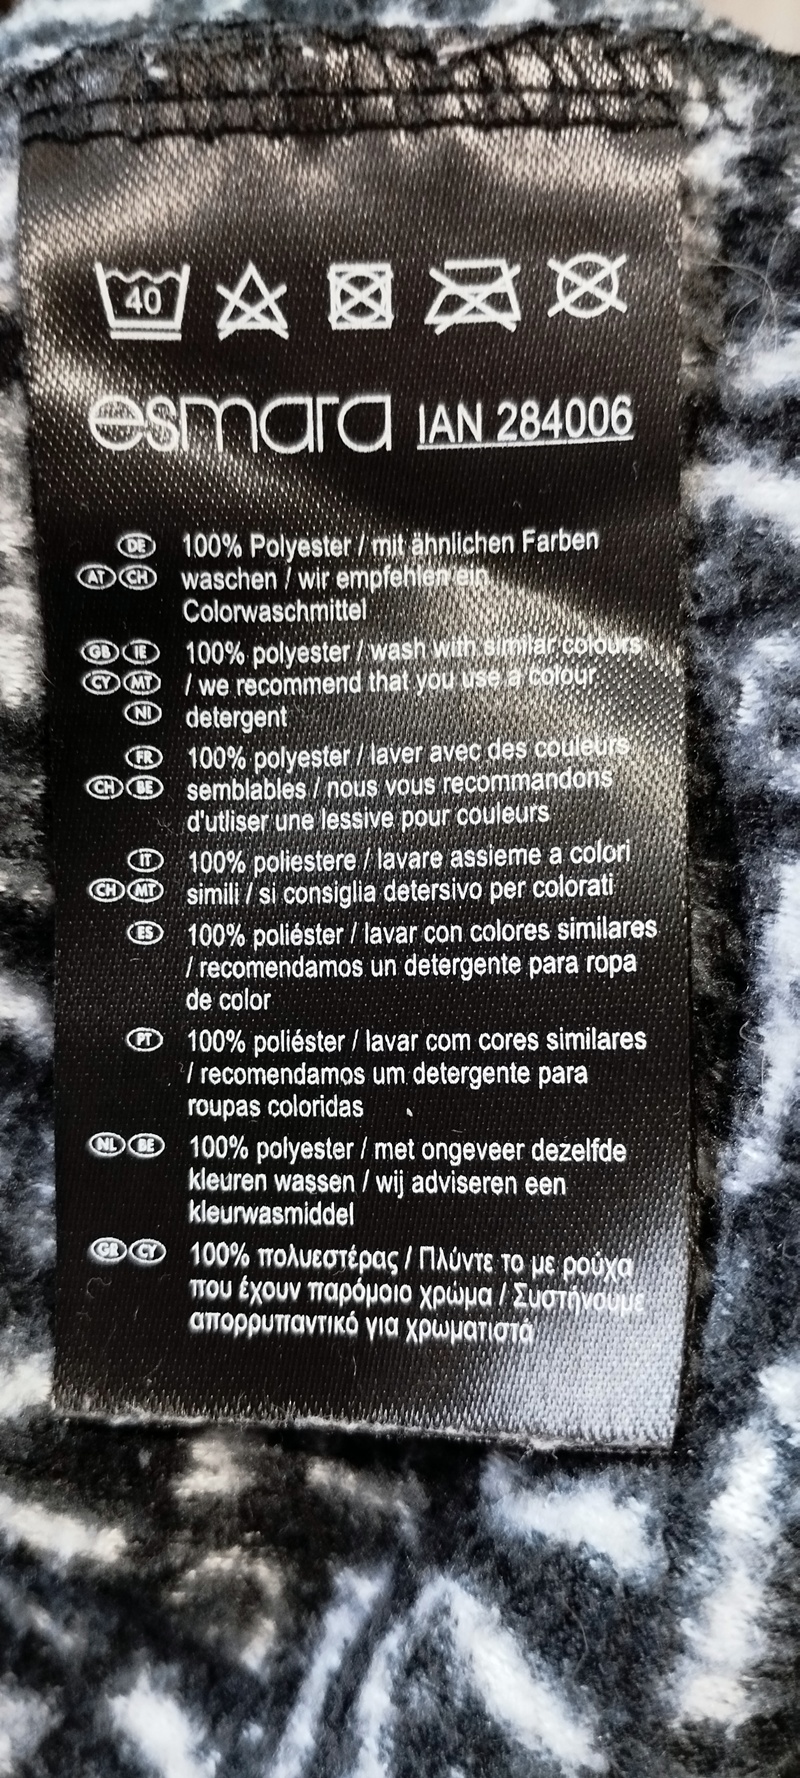 40
esmara IAN 284006
DE 100% Polyester / mit ähnlichen Farben
AT CH waschen / wir empfehlen ein
Colorwaschmittel
GB IE 100% polyester / wash with similar colours
CY MT / we recommend that you use a colour
NI detergent
FR 100% polyester / laver avec des couleurs
CH BE semblables / nous vous recommandons
d'utliser une lessive pour couleurs
IT 100% poliestere / lavare assieme a colori
CH MT simili / si consiglia detersivo per colorati
ES 100% poliéster / lavar con colores similares
/ recomendamos un detergente para ropa
de color
PT 100% poliéster / lavar com cores similares
/ recomendamos um detergente para
roupas coloridas
NL BE 100% polyester / met ongeveer dezelfde
kleuren wassen / wij adviseren een
kleurwasmiddel
GR CY 100% πολυεστέρας / Πλύντε το με ρούχα
που έχουν παρόμοιο χρώμα / Συστήνουμε
απορρυπαντικό για χρωματιστά